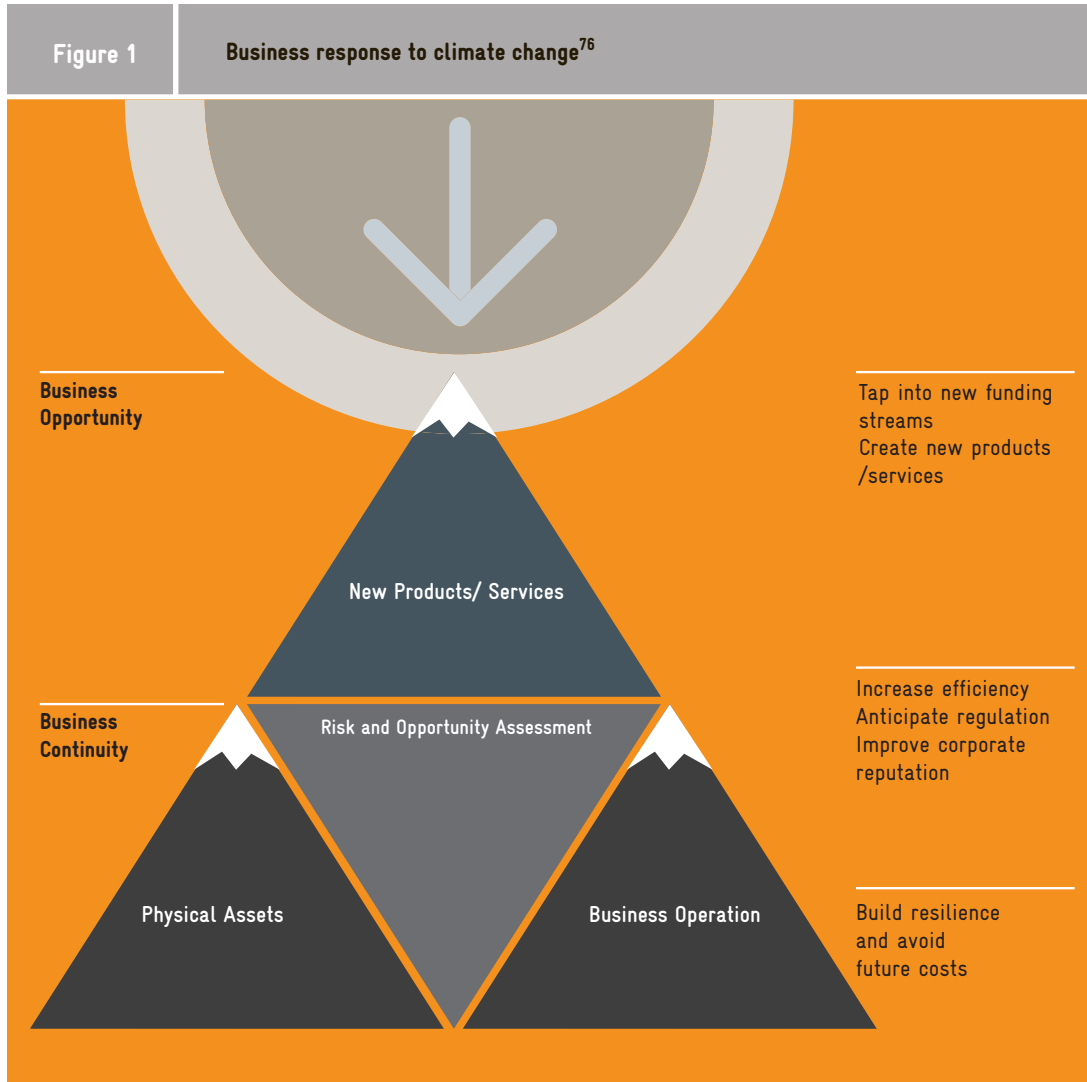 Figure 1
Business response to climate change76
Business
Opportunity
Tap into new funding
streams
Create new products
/services
New Products/ Services
Business
Continuity
Risk and Opportunity Assessment
Increase efficiency
Anticipate regulation
Improve corporate
reputation
Physical Assets
Business Operation
Build resilience
and avoid
future costs